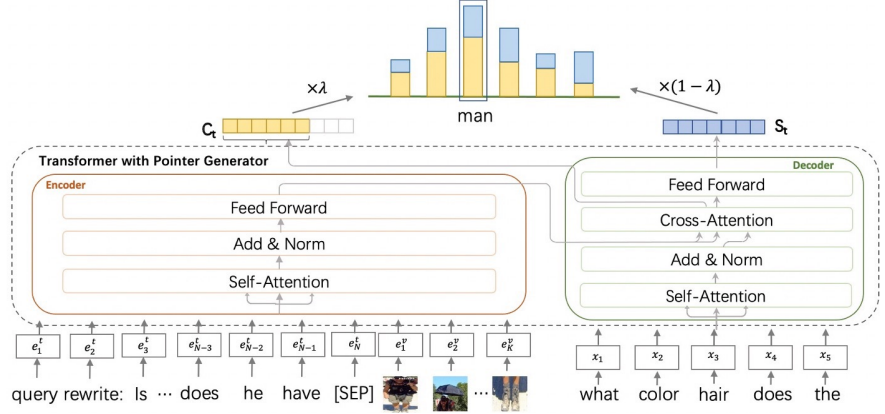 ×λ
×(1 − λ)
man
C_t
S_t
Transformer with Pointer Generator
Encoder
Feed Forward
Add & Norm
Self-Attention
Decoder
Feed Forward
Cross-Attention
Add & Norm
Self-Attention
e_1^t e_2^t e_3^t e_{N-3}^t e_{N-2}^t e_{N-1}^t e_N^t e_1^v e_2^v e_K^v
x_1 x_2 x_3 x_4 x_5
query rewrite: Is ··· does he have [SEP] ···
what color hair does the